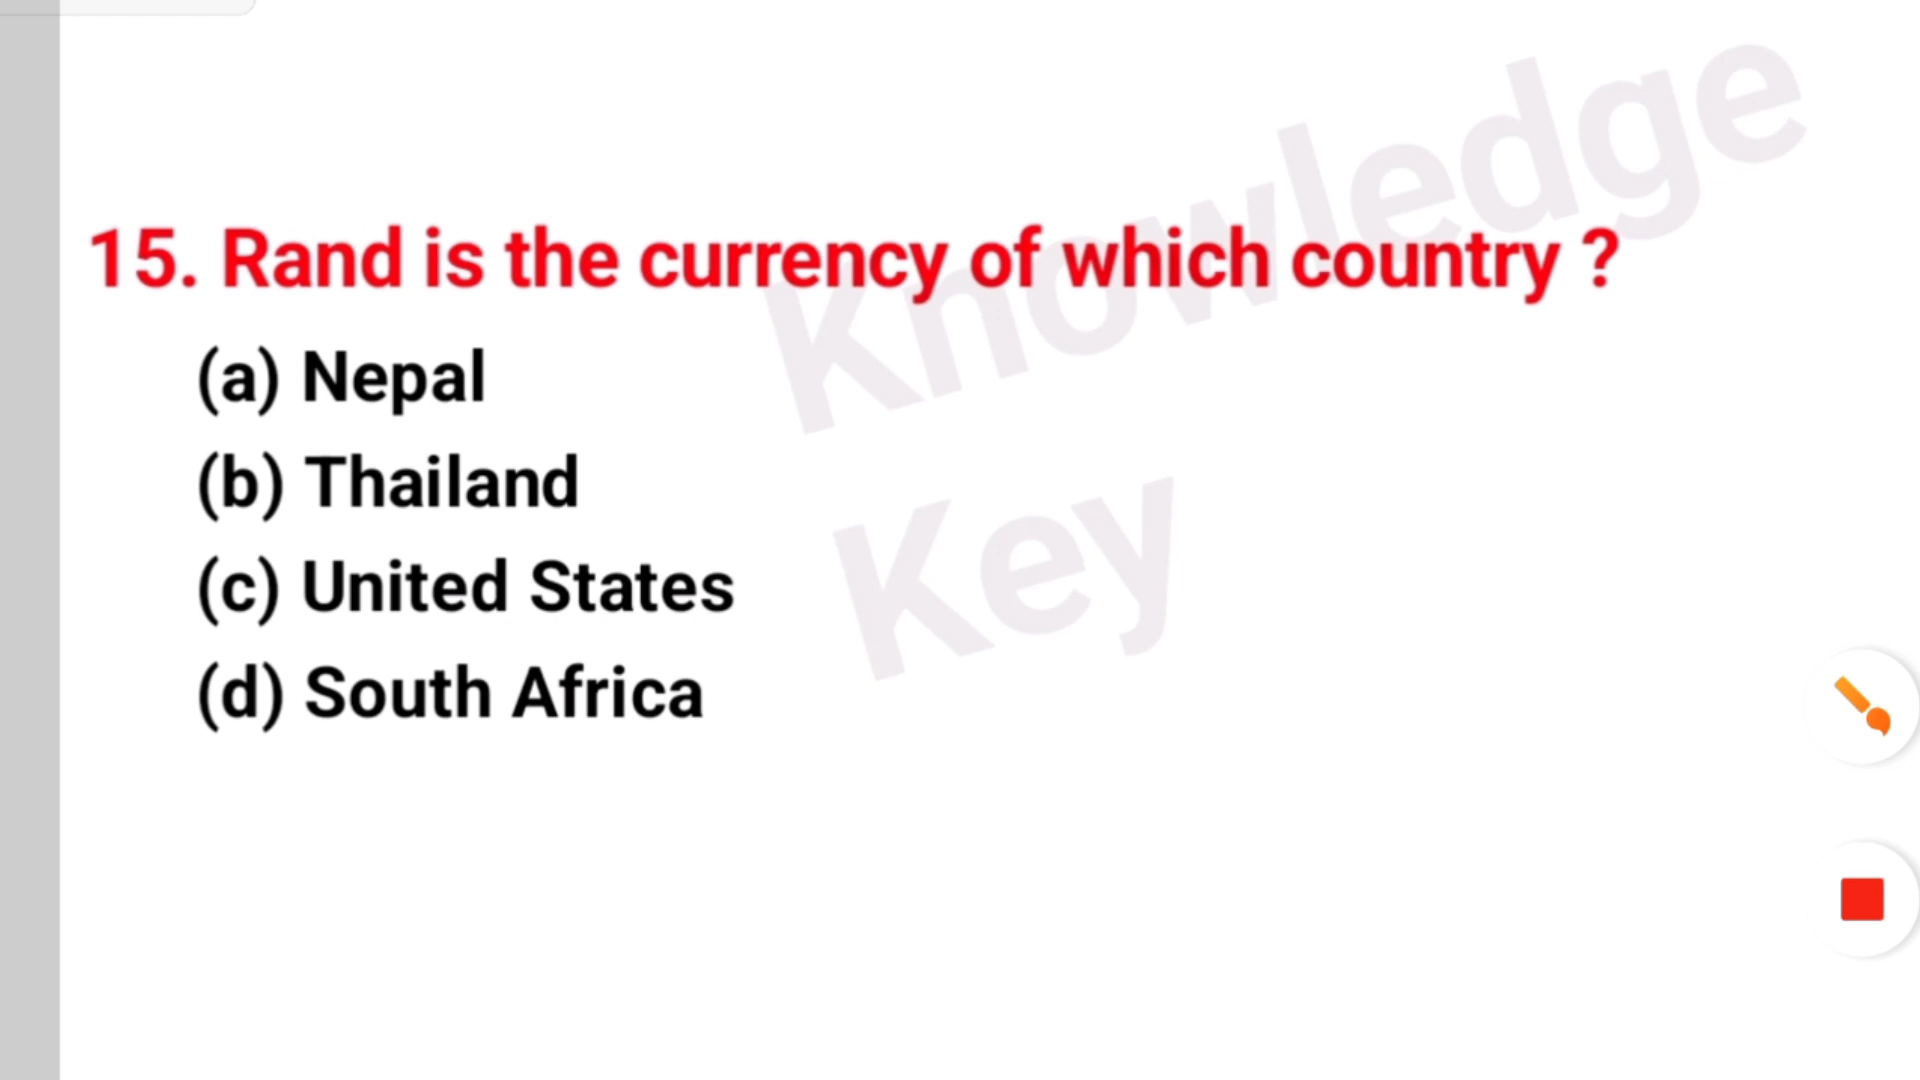 15. Rand is the currency of which country ?
(a) Nepal
(b) Thailand
(c) United States
(d) South Africa
Knowledge
Key